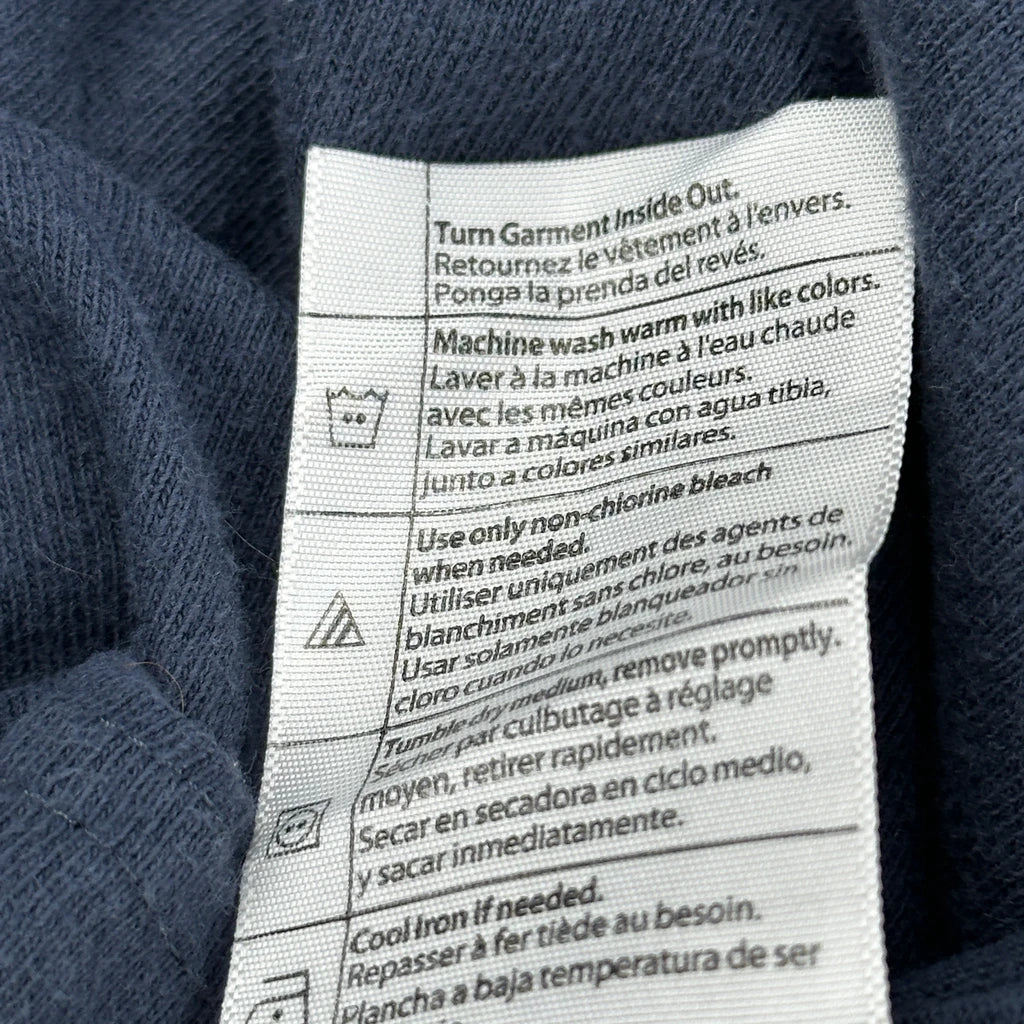 Turn Garment Inside Out.
Retournez le vêtement à l'envers.
Ponga la prenda del revés.
Machine wash warm with like colors.
Laver à la machine à l'eau chaude
avec les mêmes couleurs.
Lavar a máquina con agua tibia,
junto a colores similares.
Use only non-chlorine bleach
when needed.
Utiliser uniquement des agents de
blanchiment sans chlore, au besoin.
Usar solamente blanqueador sin
cloro cuando lo necesite.
Tumble dry medium, remove promptly.
Sécher par culbutage à réglage
moyen, retirer rapidement.
Secar en secadora en ciclo medio,
y sacar inmediatamente.
Cool Iron if needed.
Repasser à fer tiède au besoin.
Plancha a baja temperatura de ser